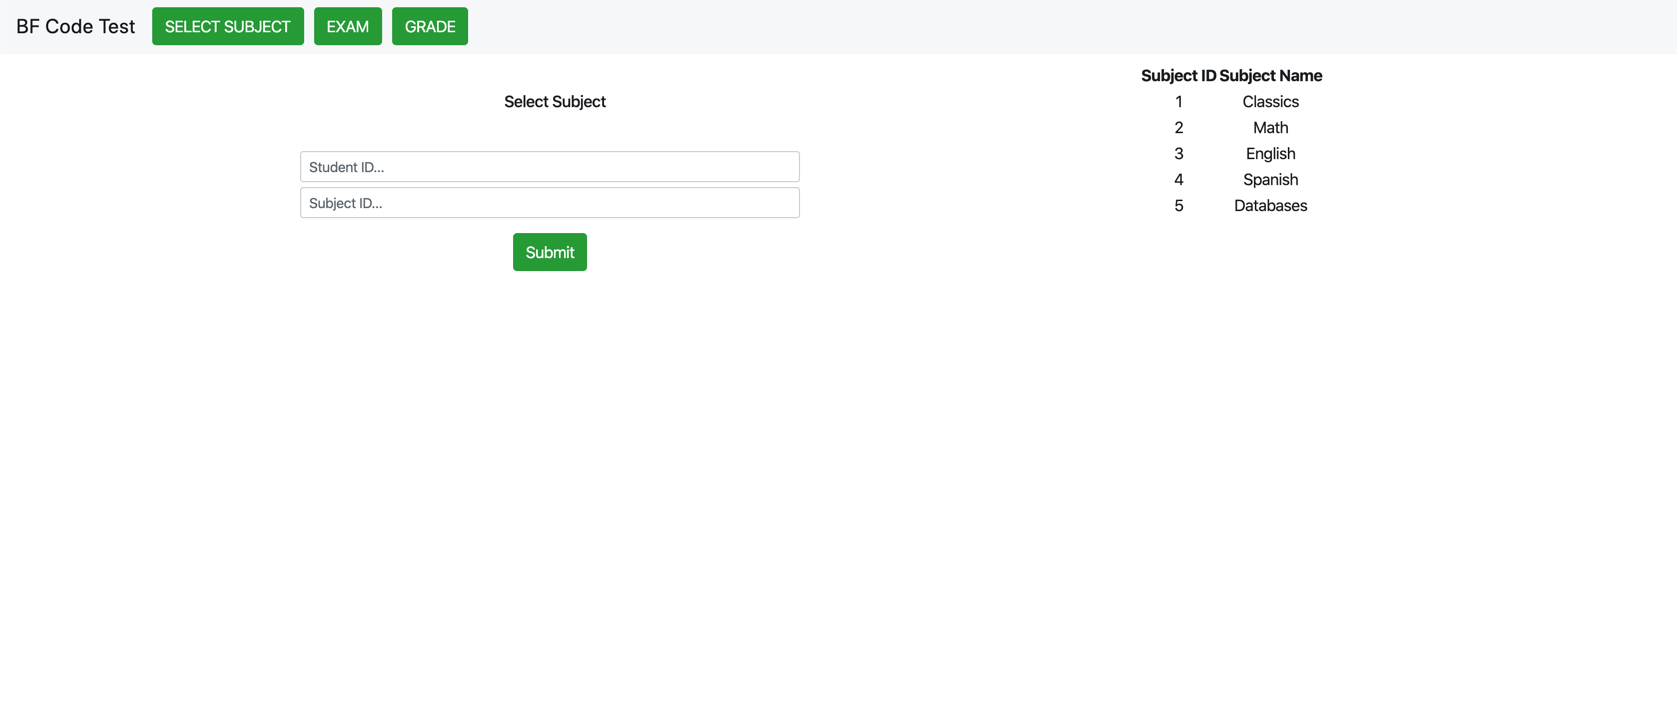 BF Code Test SELECT SUBJECT EXAM GRADE
Select Subject
Student ID...
Subject ID...
Submit
Subject ID Subject Name
1 Classics
2 Math
3 English
4 Spanish
5 Databases